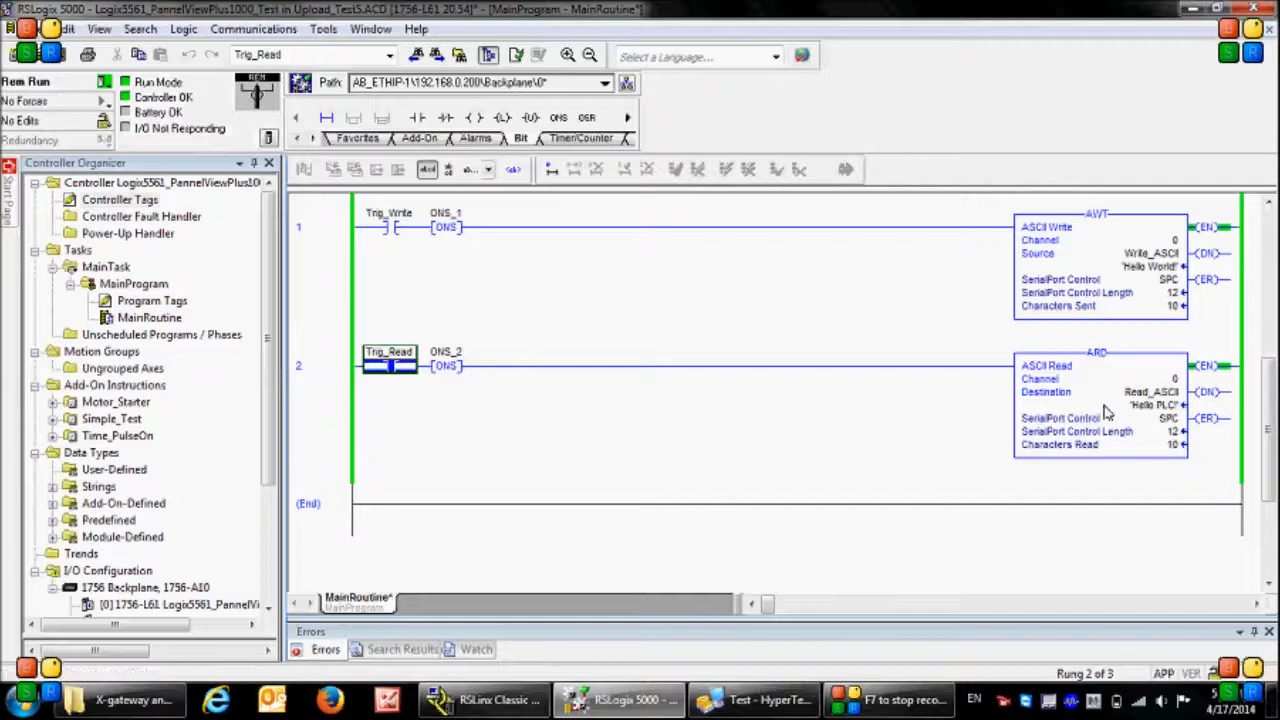 RSLogix 5000 - Logix5561_PannelViewPlus1000_Test in Upload_Test5.ACD [1756-L61 20.54]* - [MainProgram - MainRoutine*]
View Search Logic Communications Tools Window Help
S R
Trig_Read
Select a Language...
S R
Rem Run
No Forces
No Edits
Redundancy
Run Mode
Controller OK
Battery OK
I/O Not Responding
REM
Path: AB_ETHIP-1\192.168.0.200\Backplane\0*
ONS OSR
Favorites Add-On Alarms Bit Timer/Counter
Start Page
Controller Organizer
Controller Logix5561_PannelViewPlus100
Controller Tags
Controller Fault Handler
Power-Up Handler
Tasks
MainTask
MainProgram
Program Tags
MainRoutine
Unscheduled Programs / Phases
Motion Groups
Ungrouped Axes
Add-On Instructions
Motor_Starter
Simple_Test
Time_PulseOn
Data Types
User-Defined
Strings
Add-On-Defined
Predefined
Module-Defined
Trends
I/O Configuration
1756 Backplane, 1756-A10
[0] 1756-L61 Logix5561_PannelVi
1
Trig_Write
ONS_1
ONS
AWT
ASCII Write
Channel 0
Source Write_ASCII
'Hello World!'
SerialPort Control SPC
SerialPort Control Length 12
Characters Sent 10
EN
DN
ER
2
Trig_Read
ONS_2
ONS
ARD
ASCII Read
Channel 0
Destination Read_ASCII
'Hello PLC!'
SerialPort Control SPC
SerialPort Control Length 12
Characters Read 10
EN
DN
ER
(End)
MainRoutine*
MainProgram
Errors
Errors Search Results Watch
Rung 2 of 3 APP VER
S R
X-gateway an...
RSLinx Classic ...
RSLogix 5000 - ...
Test - HyperTe...
F7 to stop reco...
EN
4/17/2014